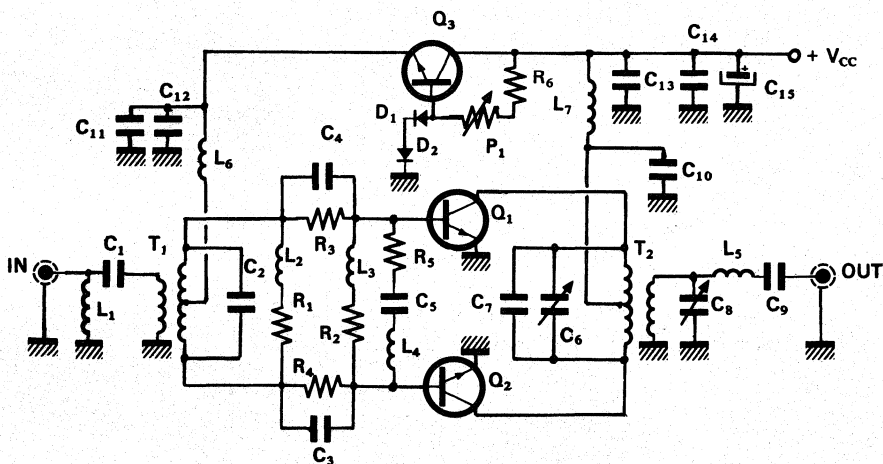 Q3
C14
+ VCC
C12
R6
C13
C15
C11
D1
L7
C4
P1
L6
D2
C10
Q1
T1
R3
C1
C2
L2
L3
R5
T2
L5
IN
OUT
L1
R1
C5
C7
C8
C9
R2
C6
L4
R4
Q2
C3